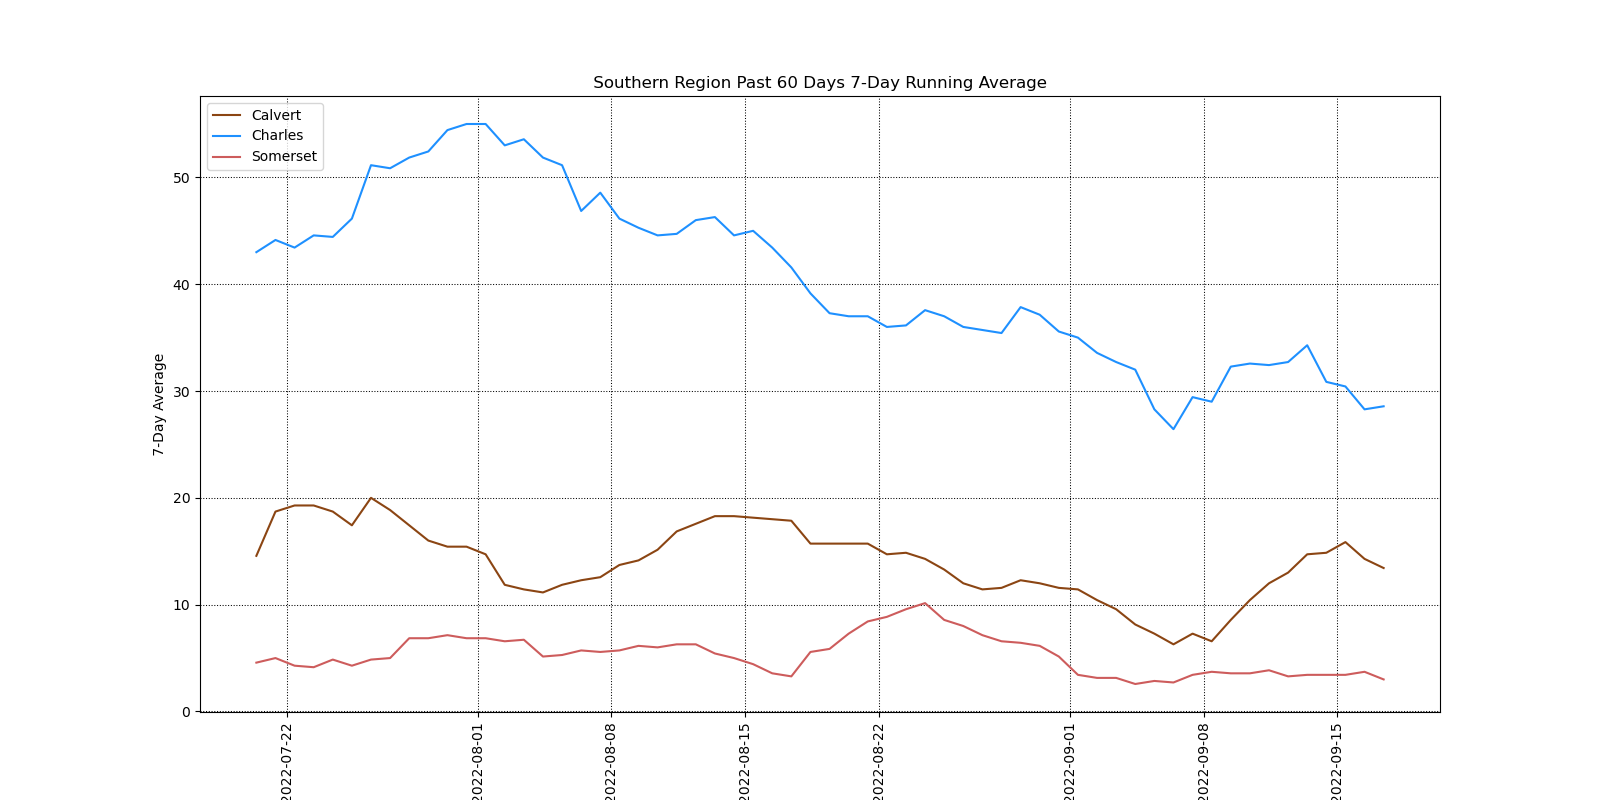 Southern Region Past 60 Days 7-Day Running Average
Calvert
Charles
Somerset
7-Day Average
50
40
30
20
10
0
2022-07-22
2022-08-01
2022-08-08
2022-08-15
2022-08-22
2022-09-01
2022-09-08
2022-09-15